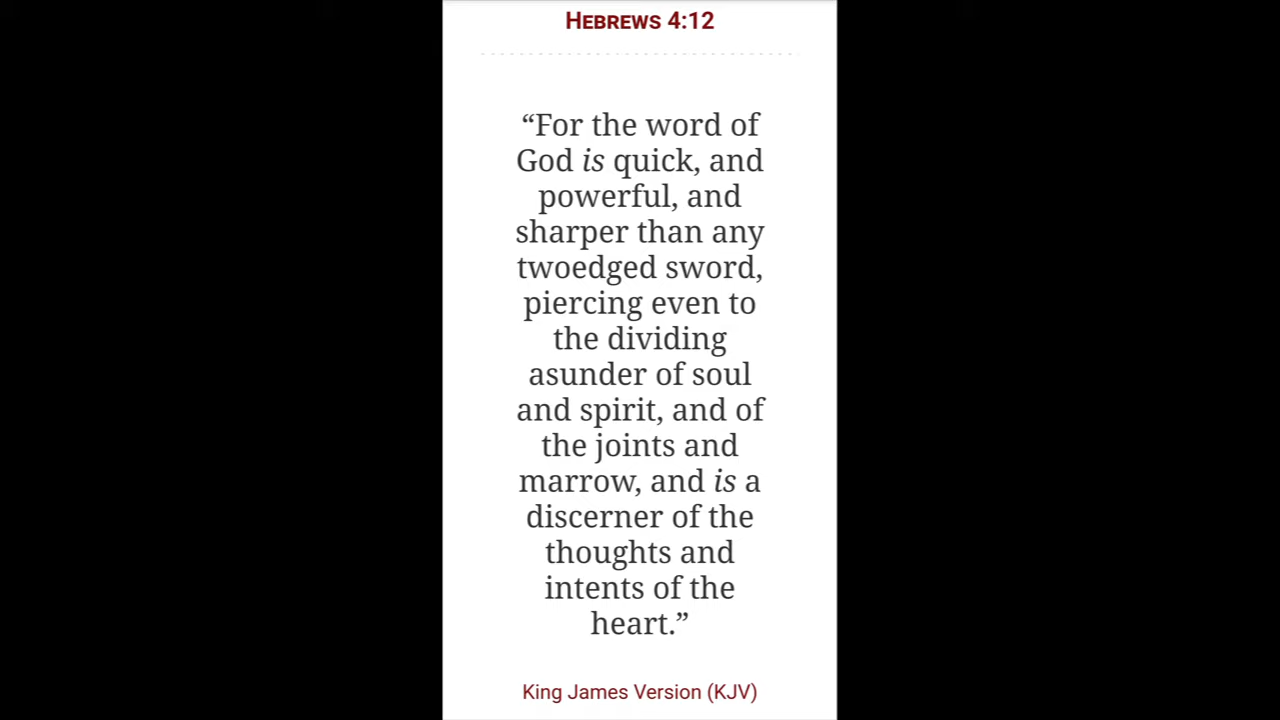 HEBREWS 4:12
“For the word of
God is quick, and
powerful, and
sharper than any
twoedged sword,
piercing even to
the dividing
asunder of soul
and spirit, and of
the joints and
marrow, and is a
discerner of the
thoughts and
intents of the
heart.”
King James Version (KJV)